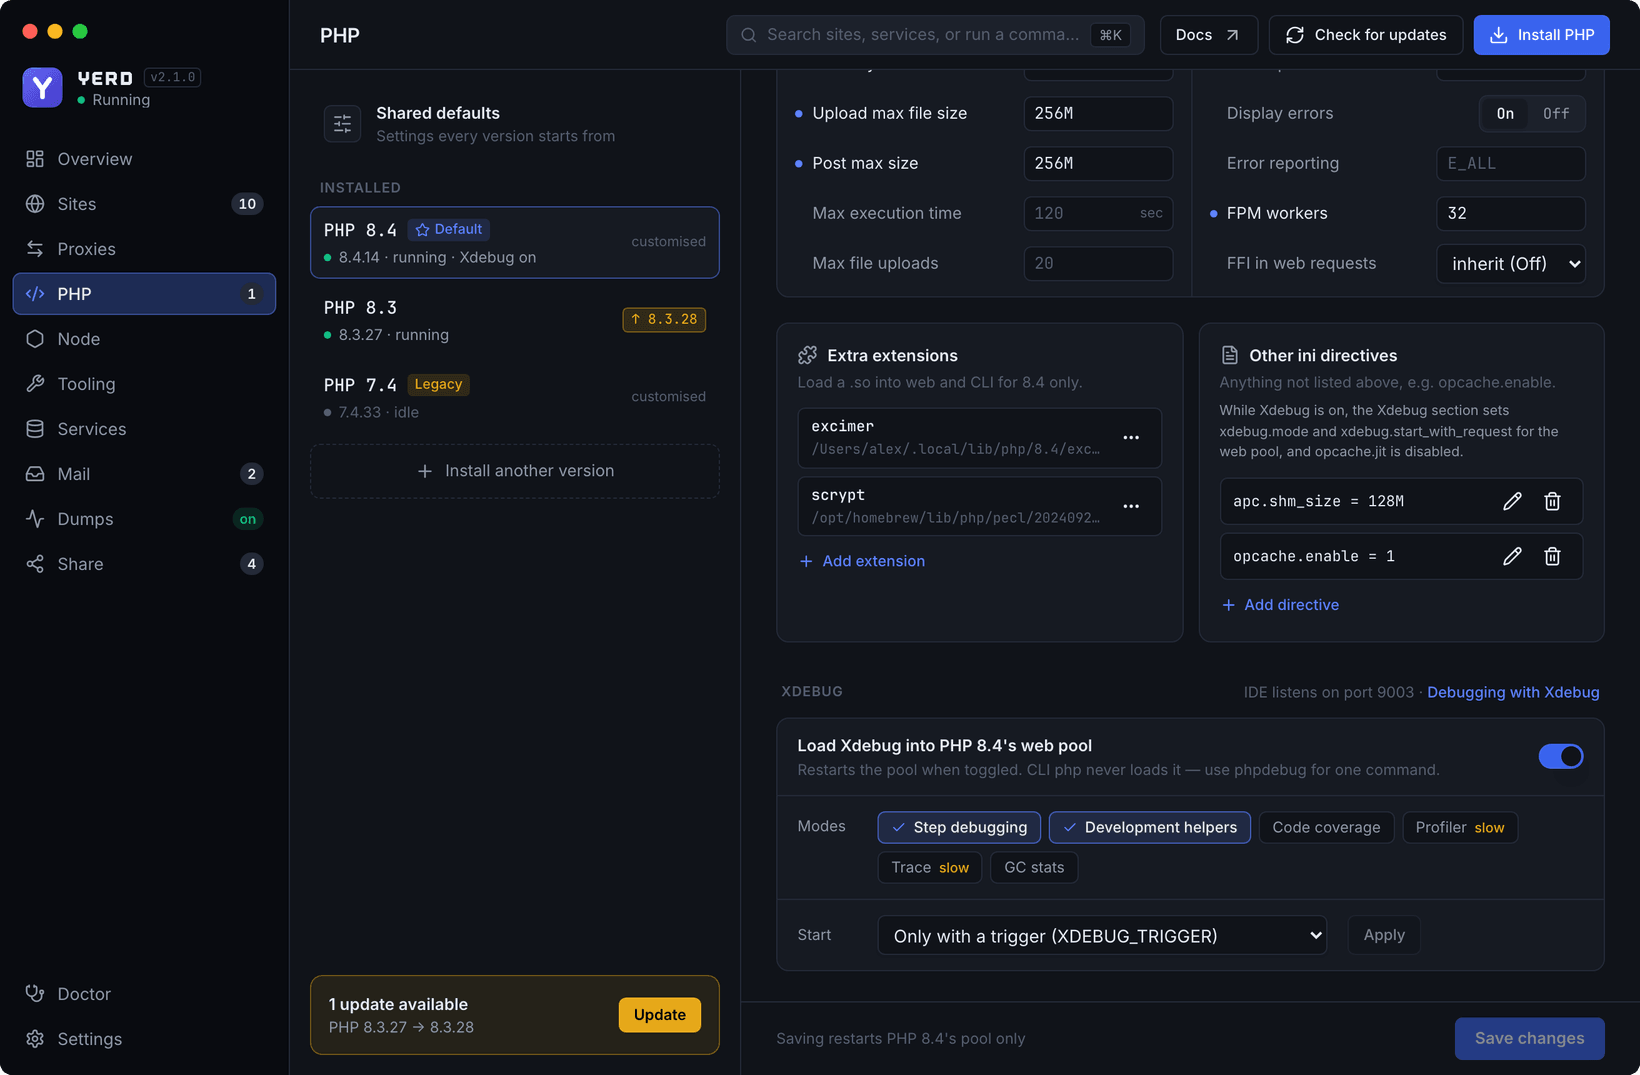 PHP
Search sites, services, or run a comma...
⌘K
Docs
Check for updates
Install PHP
Y
YERD
v2.1.0
Running
Overview
Sites
10
Proxies
PHP
1
Node
Tooling
Services
Mail
2
Dumps
on
Share
4
Doctor
Settings
Shared defaults
Settings every version starts from
INSTALLED
PHP 8.4
Default
8.4.14 · running · Xdebug on
customised
PHP 8.3
8.3.27 · running
↑ 8.3.28
PHP 7.4
Legacy
7.4.33 · idle
customised
+ Install another version
1 update available
PHP 8.3.27 → 8.3.28
Update
Upload max file size
256M
Post max size
256M
Max execution time
120
sec
Max file uploads
20
Display errors
On
Off
Error reporting
E_ALL
FPM workers
32
FFI in web requests
inherit (Off)
Extra extensions
Load a .so into web and CLI for 8.4 only.
excimer
/Users/alex/.local/lib/php/8.4/exc…
scrypt
/opt/homebrew/lib/php/pecl/2024092…
+ Add extension
Other ini directives
Anything not listed above, e.g. opcache.enable.
While Xdebug is on, the Xdebug section sets
xdebug.mode and xdebug.start_with_request for the
web pool, and opcache.jit is disabled.
apc.shm_size = 128M
opcache.enable = 1
+ Add directive
XDEBUG
IDE listens on port 9003 · Debugging with Xdebug
Load Xdebug into PHP 8.4's web pool
Restarts the pool when toggled. CLI php never loads it — use phpdebug for one command.
Modes
Step debugging
Development helpers
Code coverage
Profiler slow
Trace slow
GC stats
Start
Only with a trigger (XDEBUG_TRIGGER)
Apply
Saving restarts PHP 8.4's pool only
Save changes